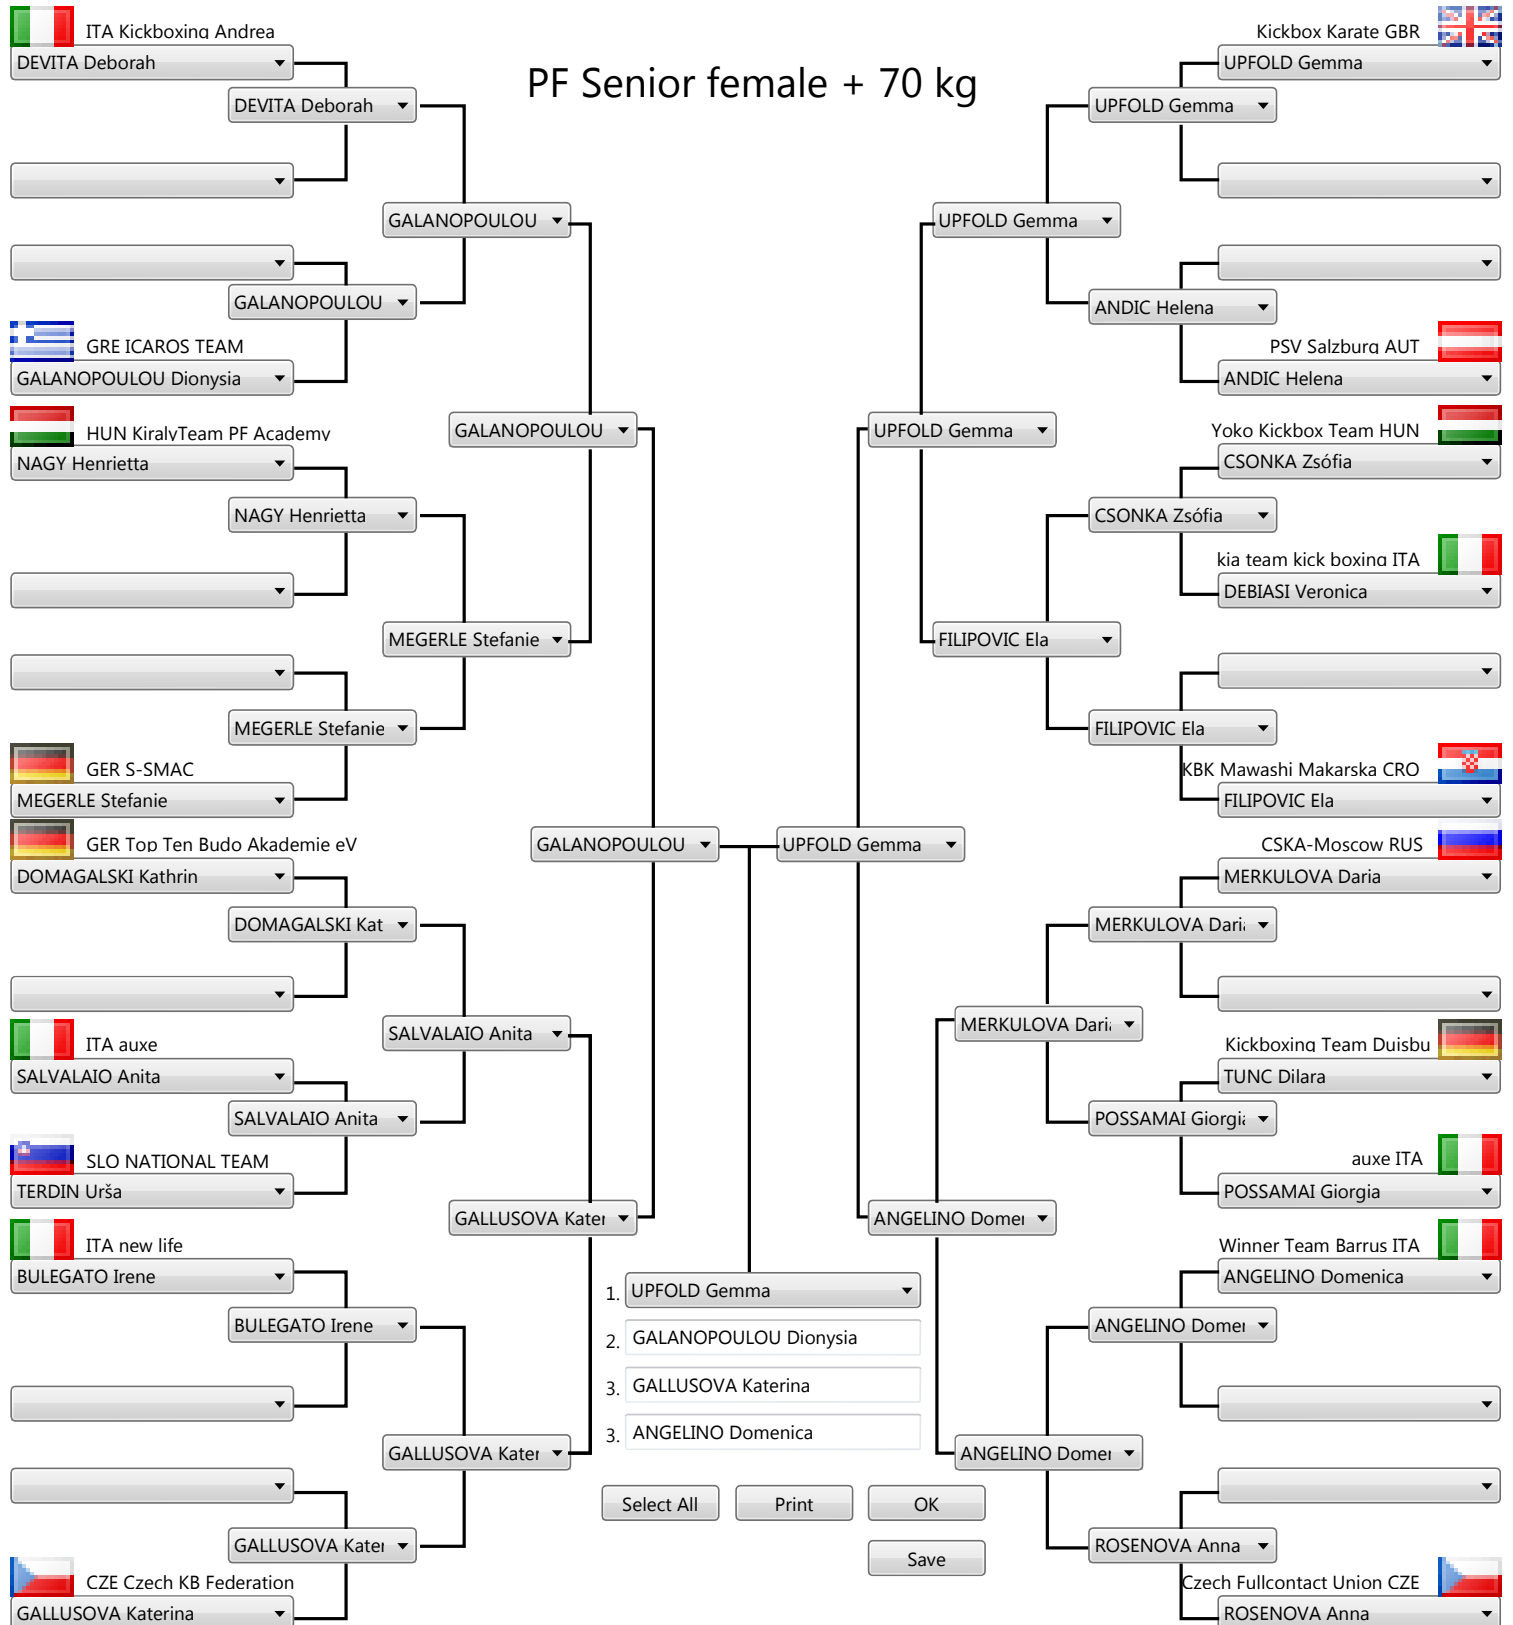 ITA Kickboxing Andrea
Kickbox Karate GBR
DEVITA Deborah
UPFOLD Gemma
PF Senior female + 70 kg
DEVITA Deborah
UPFOLD Gemma
GALANOPOULOU
UPFOLD Gemma
GALANOPOULOU
ANDIC Helena
GRE ICAROS TEAM
PSV Salzburg AUT
GALANOPOULOU Dionysia
ANDIC Helena
HUN KiralyTeam PF Academy
GALANOPOULOU
UPFOLD Gemma
Yoko Kickbox Team HUN
NAGY Henrietta
CSONKA Zsófia
NAGY Henrietta
CSONKA Zsófia
kia team kick boxing ITA
DEBIASI Veronica
MEGERLE Stefanie
FILIPOVIC Ela
MEGERLE Stefanie
FILIPOVIC Ela
GER S-SMAC
KBK Mawashi Makarska CRO
MEGERLE Stefanie
FILIPOVIC Ela
GER Top Ten Budo Akademie eV
GALANOPOULOU
UPFOLD Gemma
CSKA-Moscow RUS
DOMAGALSKI Kathrin
MERKULOVA Daria
DOMAGALSKI Kat
MERKULOVA Daria
SALVALAIO Anita
MERKULOVA Daria
ITA auxe
Kickboxing Team Duisbu
SALVALAIO Anita
TUNC Dilara
SALVALAIO Anita
POSSAMAI Giorgia
SLO NATIONAL TEAM
auxe ITA
TERDIN Urša
POSSAMAI Giorgia
GALLUSOVA Kater
ANGELINO Domer
ITA new life
Winner Team Barrus ITA
BULEGATO Irene
ANGELINO Domenica
1. UPFOLD Gemma
BULEGATO Irene
ANGELINO Domer
2. GALANOPOULOU Dionysia
3. GALLUSOVA Katerina
3. ANGELINO Domenica
GALLUSOVA Kater
ANGELINO Domer
Select All
Print
OK
GALLUSOVA Kater
ROSENOVA Anna
Save
CZE Czech KB Federation
Czech Fullcontact Union CZE
GALLUSOVA Katerina
ROSENOVA Anna